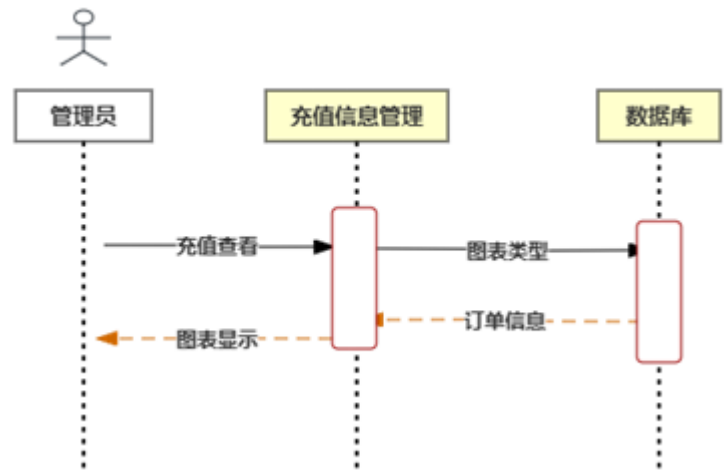 管理员
充值信息管理
数据库
充值查看
图表类型
订单信息
图表显示